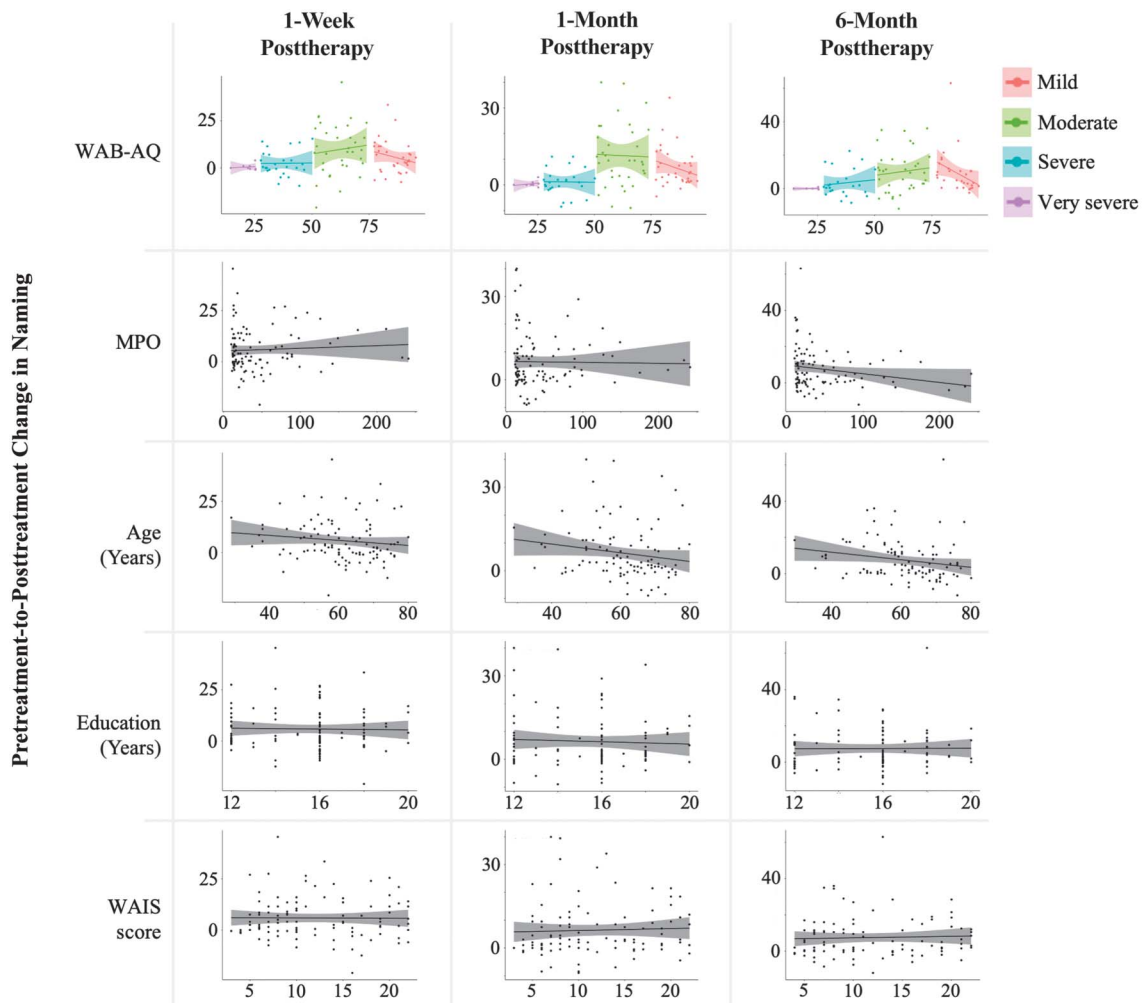 1-Week
Posttherapy
1-Month
Posttherapy
6-Month
Posttherapy
Mild
Moderate
Severe
Very severe
Pretreatment-to-Posttreatment Change in Naming
WAB-AQ
25
0
25 50 75
30
0
25 50 75
40
20
0
25 50 75
MPO
25
0
0 100 200
30
0
0 100 200
40
0
0 100 200
Age
(Years)
25
0
40 60 80
30
0
40 60 80
40
0
40 60 80
Education
(Years)
25
0
12 16 20
30
0
12 16 20
40
0
12 16 20
WAIS
score
25
0
5 10 15 20
30
0
5 10 15 20
40
0
5 10 15 20